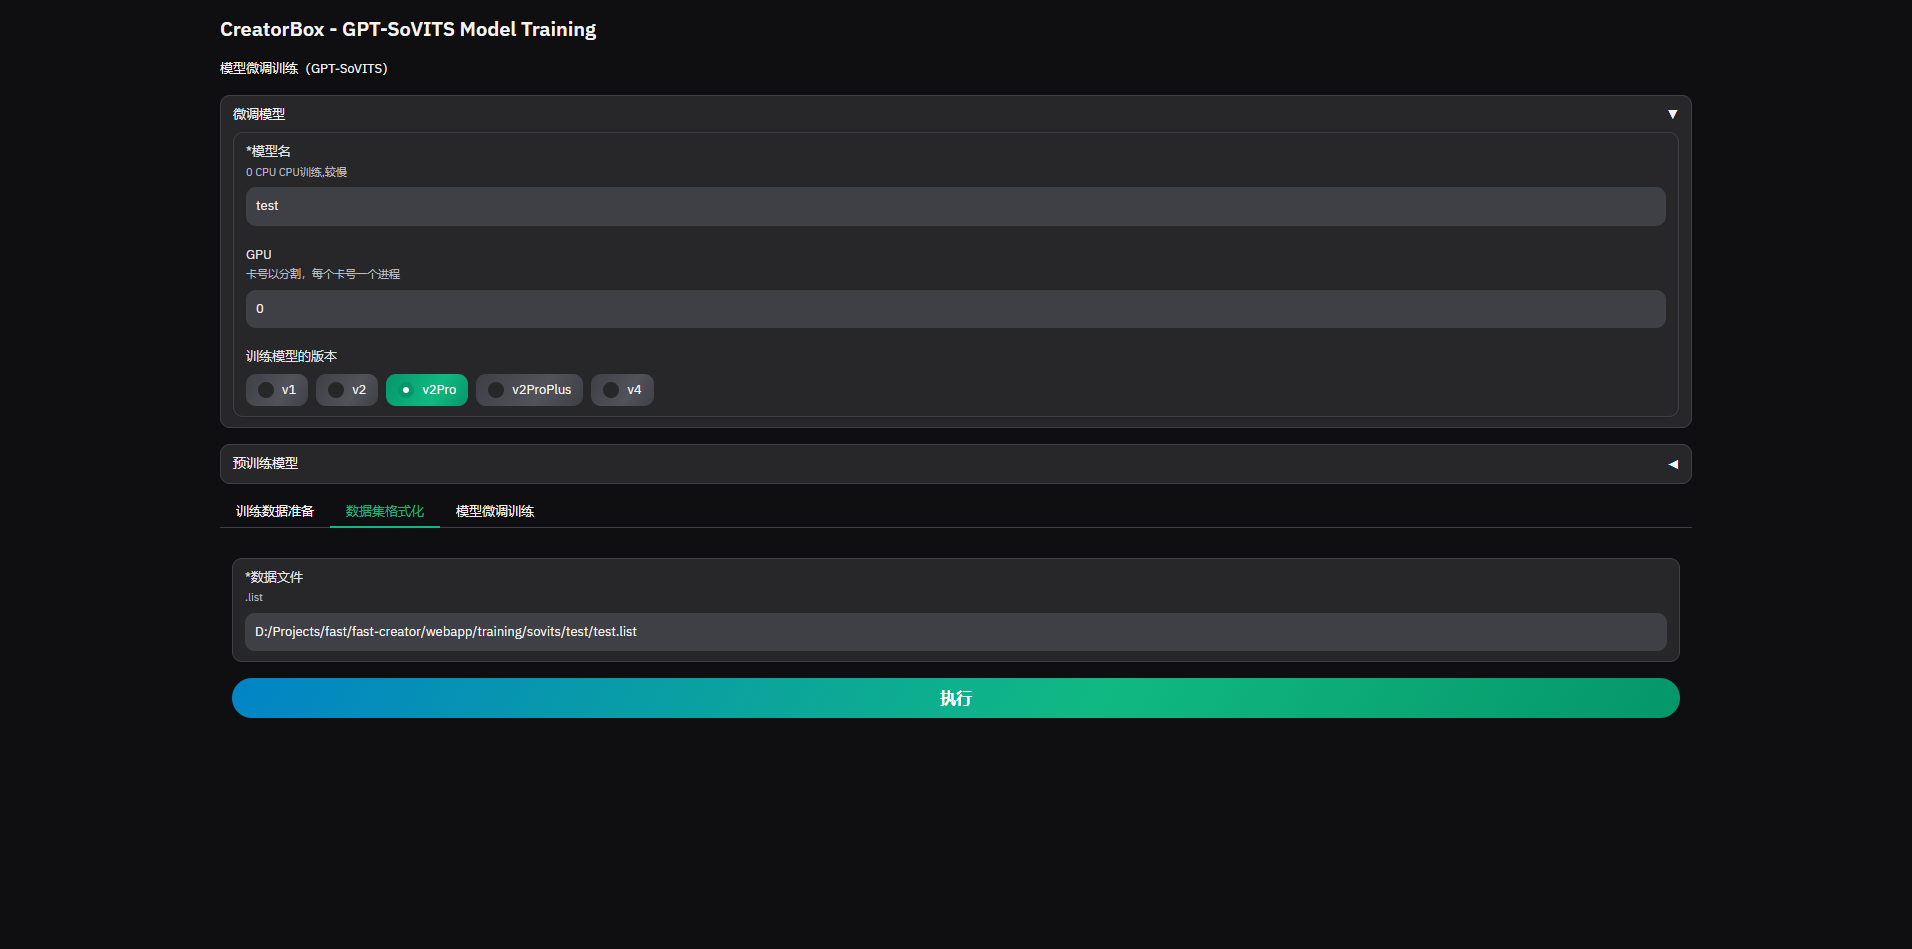 CreatorBox - GPT-SoVITS Model Training
模型微调训练（GPT-SoVITS）
微调模型
*模型名
0 CPU CPU训练,较慢
test
GPU
卡号以分割，每个卡号一个进程
0
训练模型的版本
v1 v2 v2Pro v2ProPlus v4
预训练模型
训练数据准备 数据集格式化 模型微调训练
*数据文件
.list
D:/Projects/fast/fast-creator/webapp/training/sovits/test/test.list
执行